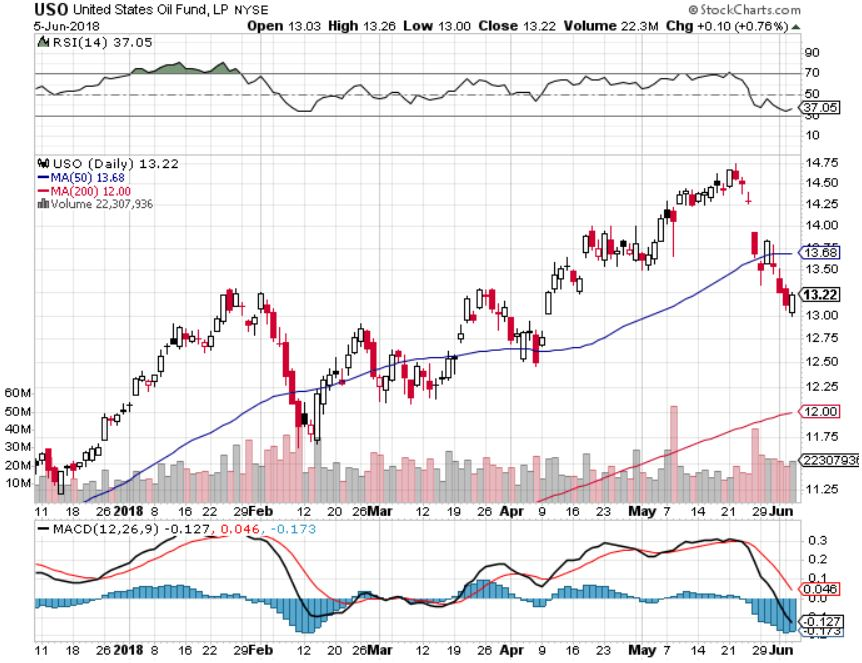 USO United States Oil Fund, LP NYSE © StockCharts.com
5-Jun-2018 Open 13.03 High 13.26 Low 13.00 Close 13.22 Volume 22.3M Chg +0.10 (+0.76%)
RSI(14) 37.05
90
70
50
37.05
30
10
USO (Daily) 13.22
MA(50) 13.68
MA(200) 12.00
Volume 22,307,936
14.75
14.50
14.25
14.00
13.68
13.50
13.22
13.00
12.75
12.50
12.25
12.00
11.75
22307936
11.25
60M
50M
40M
30M
20M
10M
11 18 26 2018 8 16 22 29 Feb 12 20 26 Mar 12 19 26 Apr 9 16 23 May 7 14 21 29 Jun
MACD(12,26,9) -0.127, 0.046, -0.173
0.3
0.2
0.1
0.046
0.0
-0.127
-0.173
11 18 26 2018 8 16 22 29 Feb 12 20 26 Mar 12 19 26 Apr 9 16 23 May 7 14 21 29 Jun